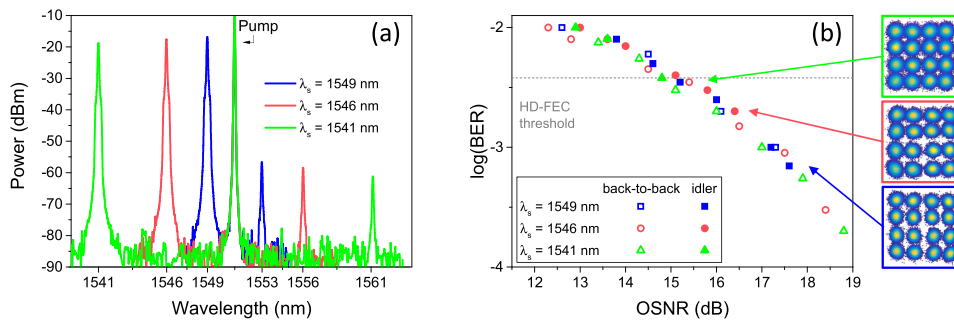 (a)
Pump
-10
-20
-30
-40
-50
-60
-70
-80
-90
Power (dBm)
λs = 1549 nm
λs = 1546 nm
λs = 1541 nm
1541
1546
1549
1553
1556
1561
Wavelength (nm)
(b)
-2
-3
-4
log(BER)
HD-FEC
threshold
back-to-back idler
λs = 1549 nm
λs = 1546 nm
λs = 1541 nm
12 13 14 15 16 17 18 19
OSNR (dB)